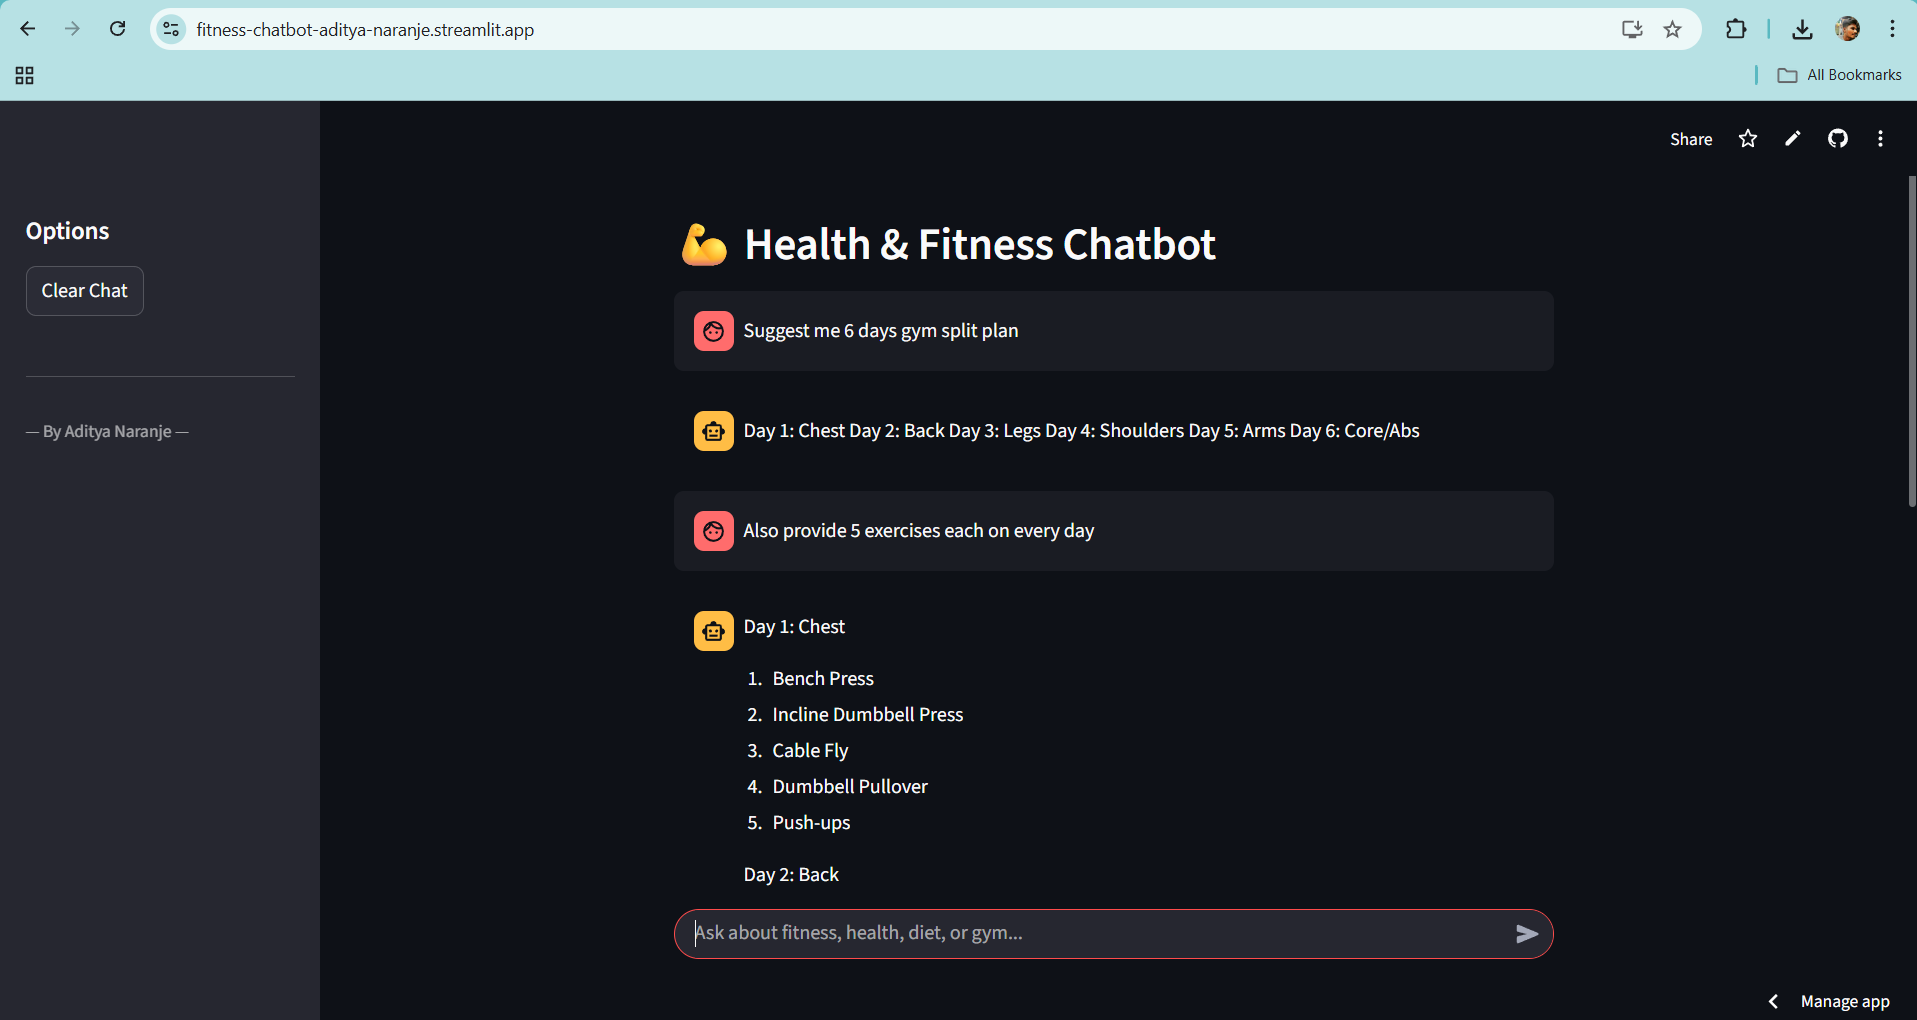 fitness-chatbot-aditya-naranje.streamlit.app
All Bookmarks
Share
Options
Clear Chat
— By Aditya Naranje —
💪 Health & Fitness Chatbot
Suggest me 6 days gym split plan
Day 1: Chest Day 2: Back Day 3: Legs Day 4: Shoulders Day 5: Arms Day 6: Core/Abs
Also provide 5 exercises each on every day
Day 1: Chest
1. Bench Press
2. Incline Dumbbell Press
3. Cable Fly
4. Dumbbell Pullover
5. Push-ups
Day 2: Back
Ask about fitness, health, diet, or gym...
Manage app